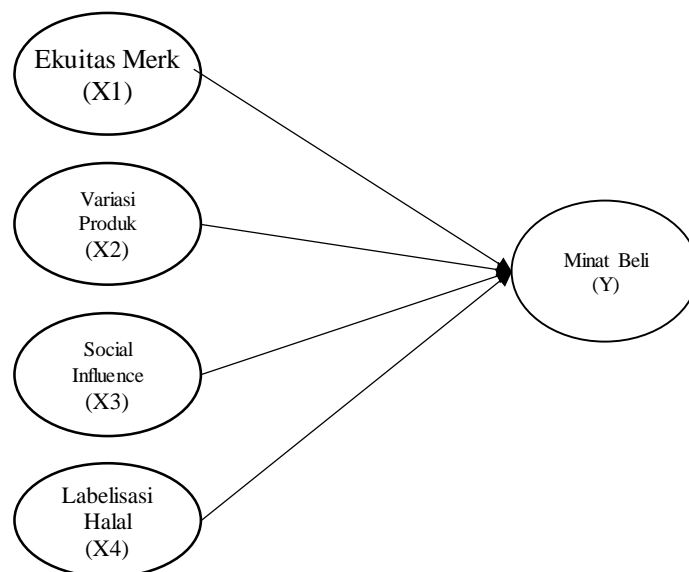 Ekuitas Merk
(X1)
Variasi
Produk
(X2)
Social
Influence
(X3)
Labelisasi
Halal
(X4)
Minat Beli
(Y)